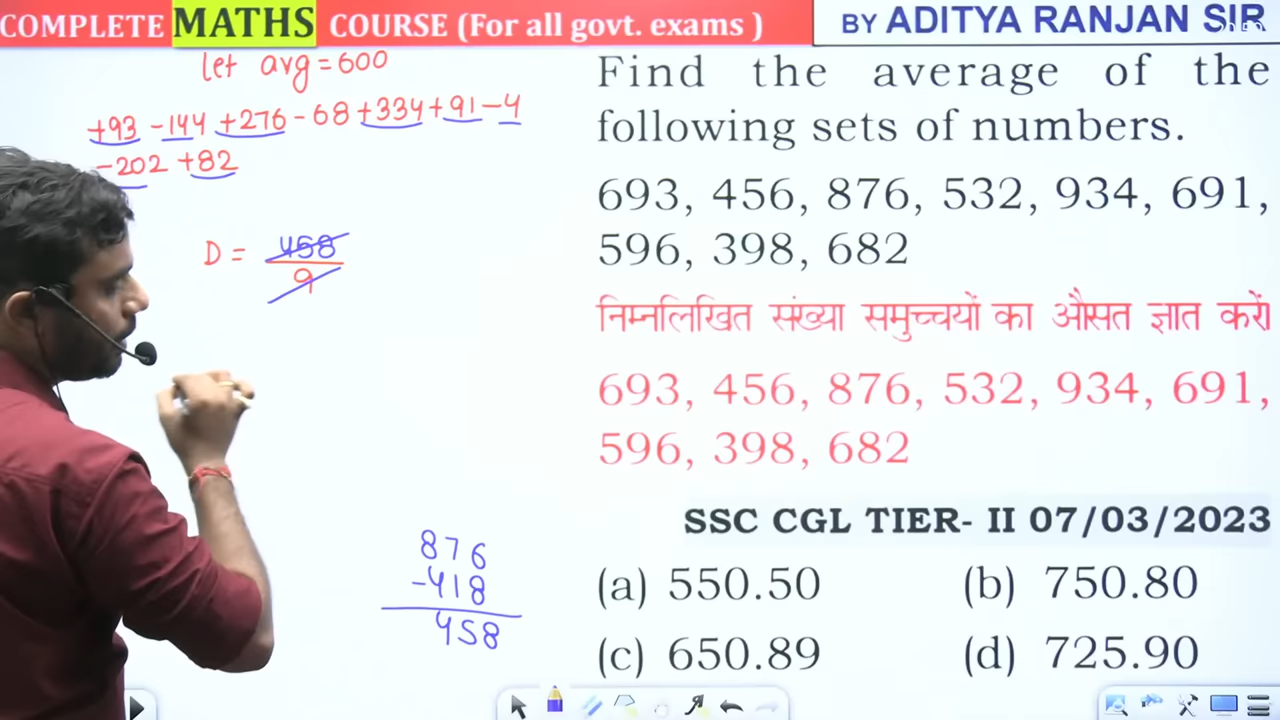 COMPLETE MATHS COURSE (For all govt. exams )
BY ADITYA RANJAN SIR
let avg = 600
+93 -144 +276 - 68 +334 + 91 - 4
-202 +82
D = 458
9
876
-418
458
Find the average of the
following sets of numbers.
693, 456, 876, 532, 934, 691,
596, 398, 682
निम्नलिखित संख्या समुच्चयों का औसत ज्ञात करें
693, 456, 876, 532, 934, 691,
596, 398, 682
SSC CGL TIER- II 07/03/2023
(a) 550.50 (b) 750.80
(c) 650.89 (d) 725.90